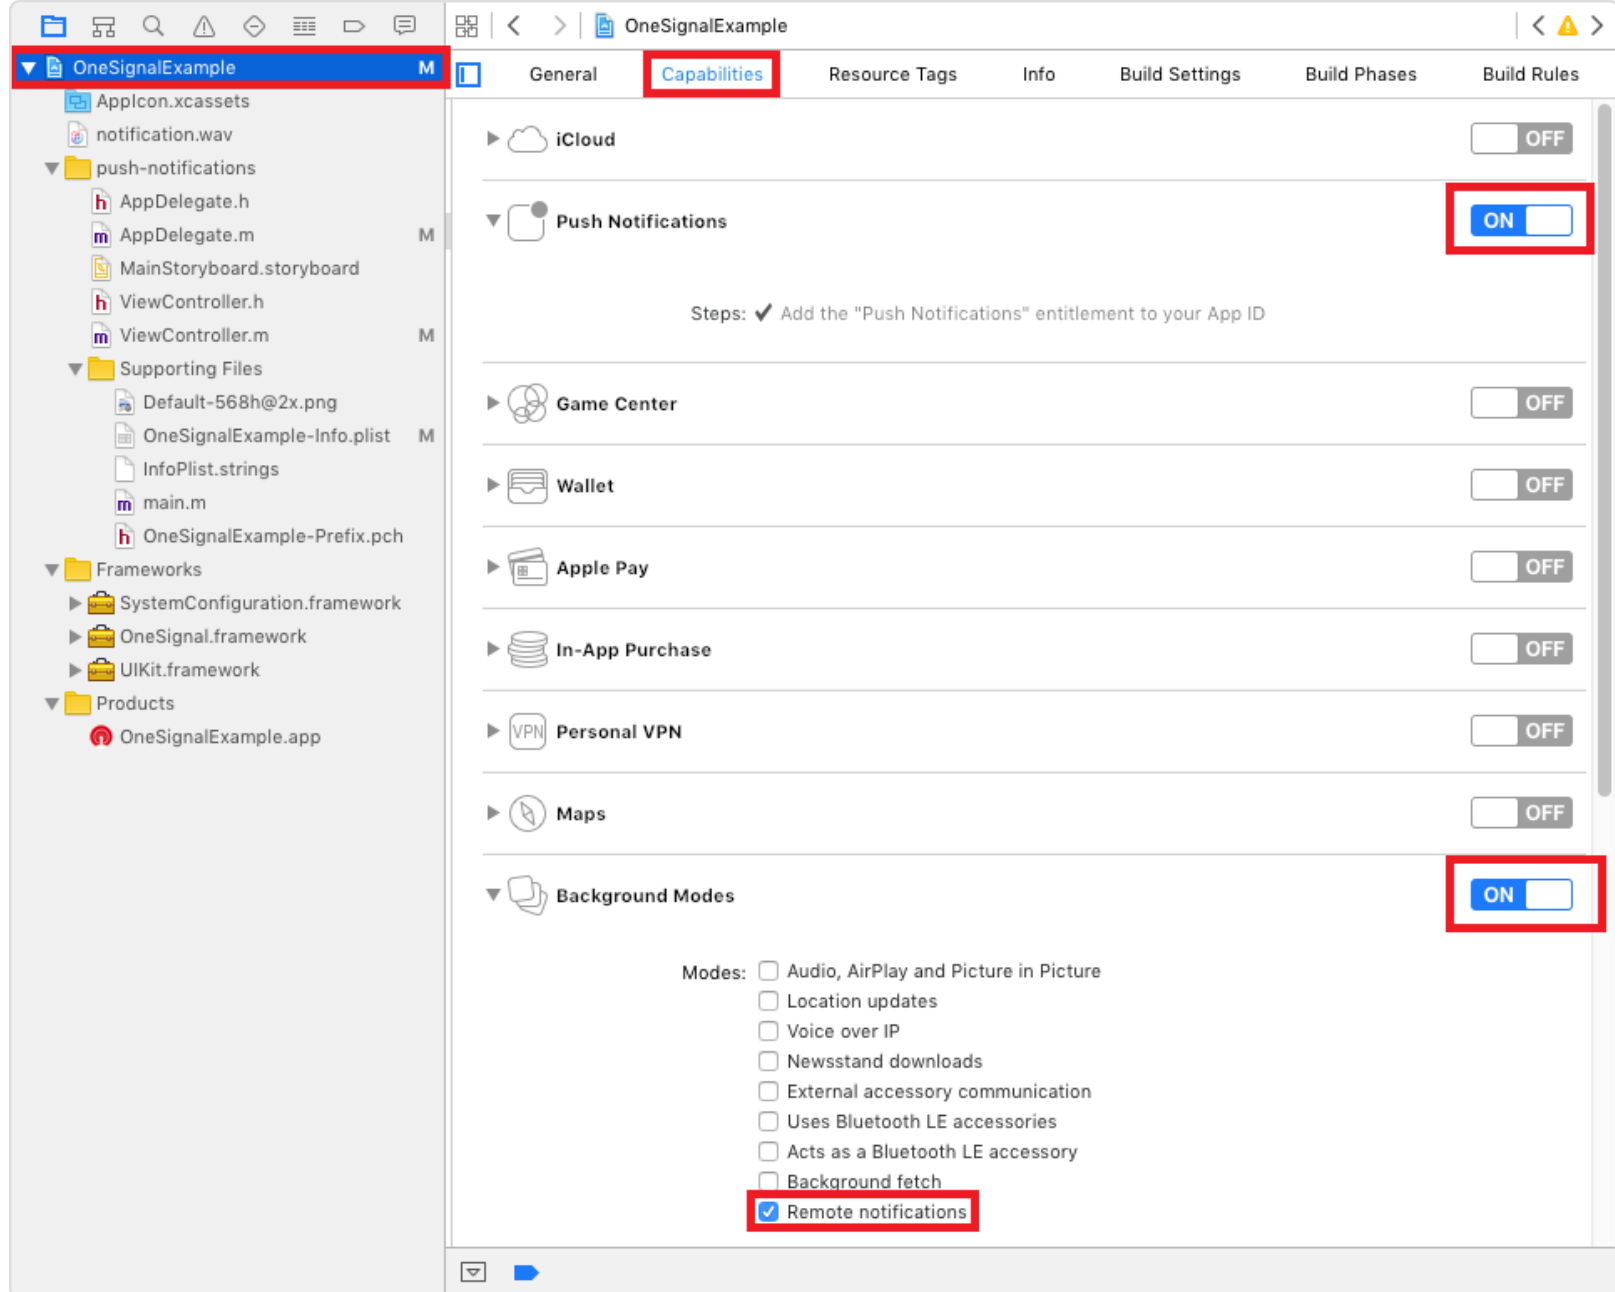 OneSignalExample
OneSignalExample M
General Capabilities Resource Tags Info Build Settings Build Phases Build Rules
AppIcon.xcassets
notification.wav
push-notifications
h AppDelegate.h
m AppDelegate.m M
MainStoryboard.storyboard
h ViewController.h
m ViewController.m M
Supporting Files
Default-568h@2x.png
OneSignalExample-Info.plist M
InfoPlist.strings
m main.m
h OneSignalExample-Prefix.pch
Frameworks
SystemConfiguration.framework
OneSignal.framework
UIKit.framework
Products
OneSignalExample.app
iCloud OFF
Push Notifications ON
Steps: ✔ Add the "Push Notifications" entitlement to your App ID
Game Center OFF
Wallet OFF
Apple Pay OFF
In-App Purchase OFF
VPN Personal VPN OFF
Maps OFF
Background Modes ON
Modes: Audio, AirPlay and Picture in Picture
Location updates
Voice over IP
Newsstand downloads
External accessory communication
Uses Bluetooth LE accessories
Acts as a Bluetooth LE accessory
Background fetch
Remote notifications